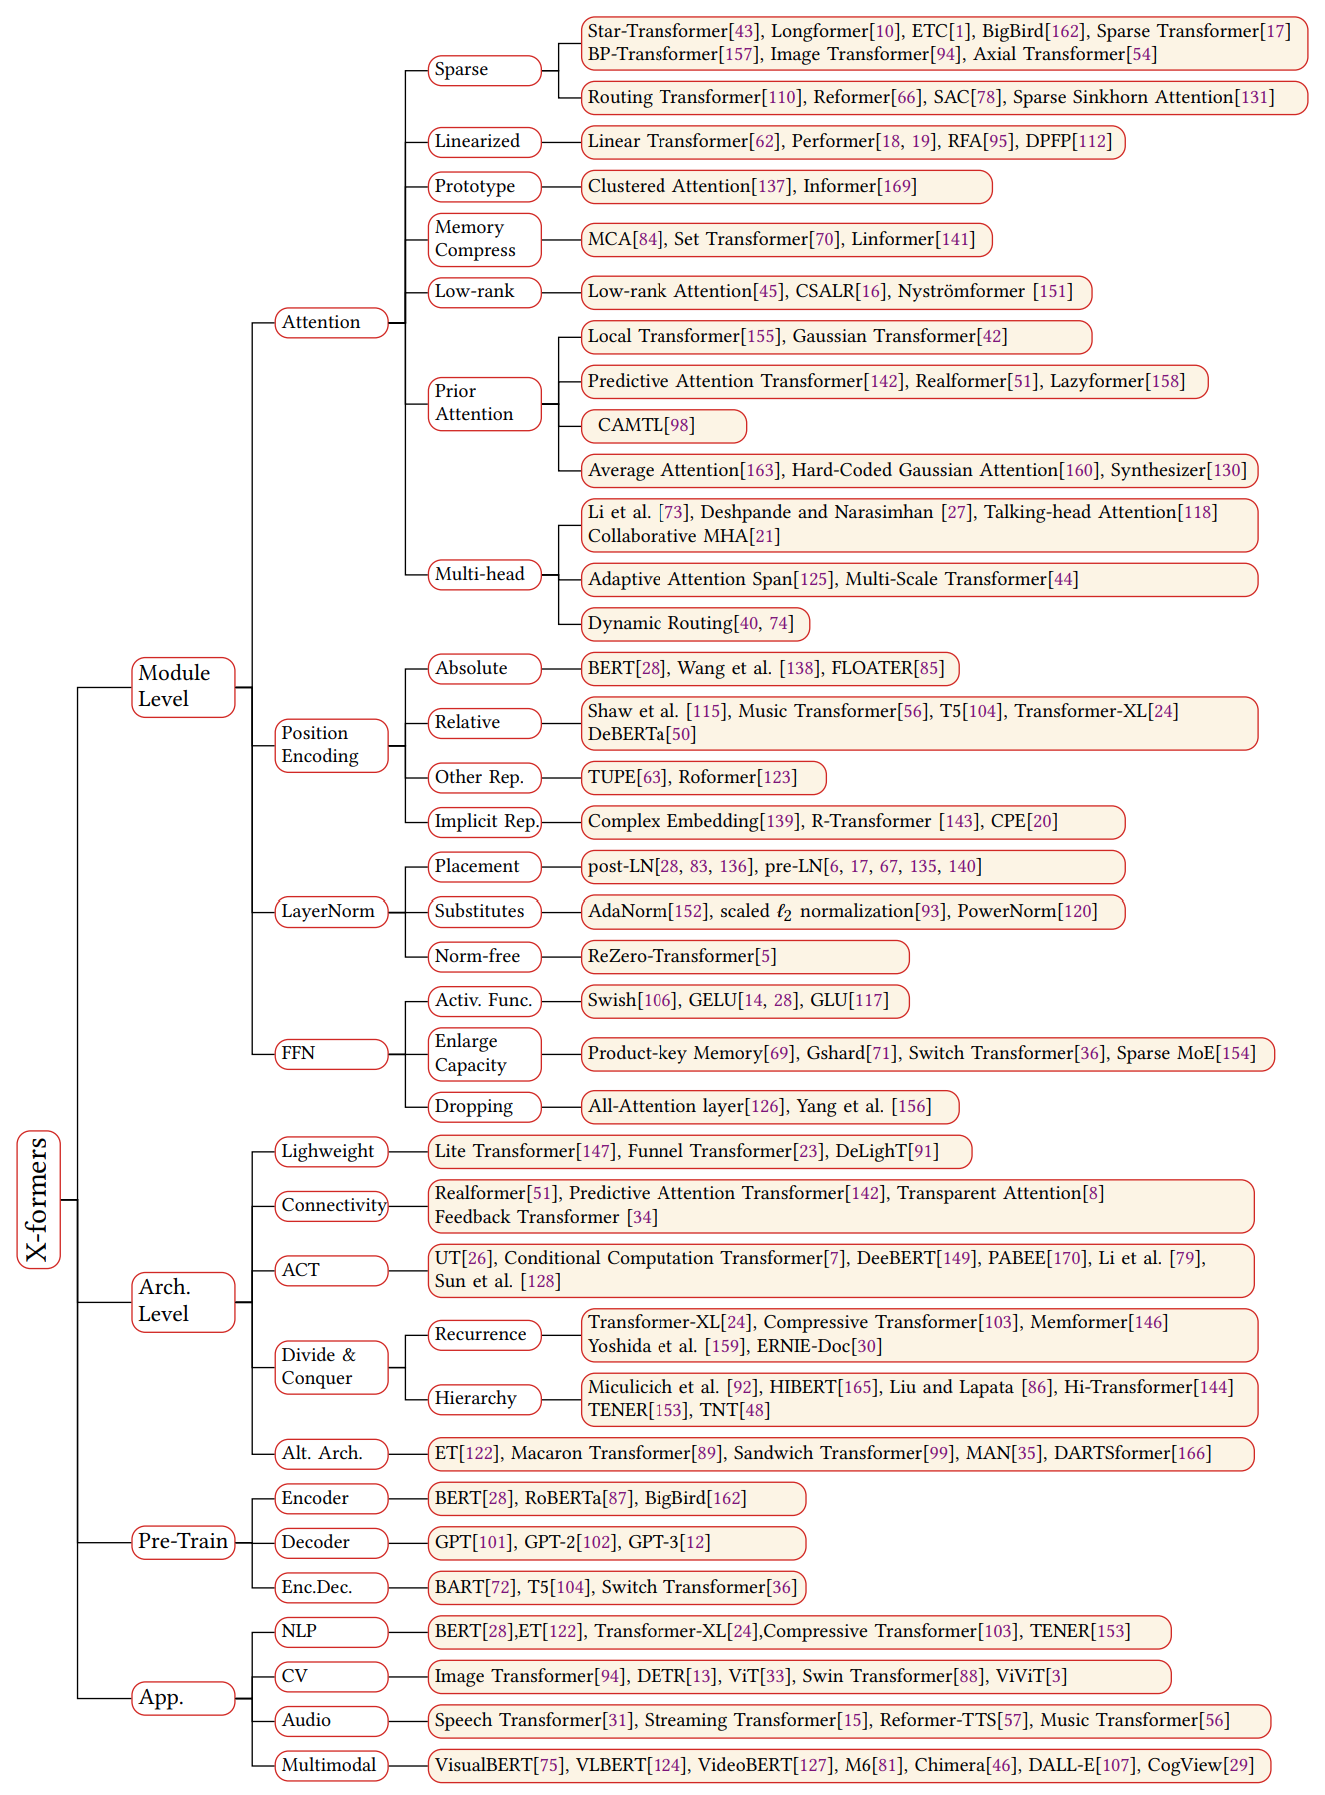 X-formers
Module
Level
Attention
Sparse
Star-Transformer[43], Longformer[10], ETC[1], BigBird[162], Sparse Transformer[17]
BP-Transformer[157], Image Transformer[94], Axial Transformer[54]
Routing Transformer[110], Reformer[66], SAC[78], Sparse Sinkhorn Attention[131]
Linearized
Linear Transformer[62], Performer[18, 19], RFA[95], DPFP[112]
Prototype
Clustered Attention[137], Informer[169]
Memory
Compress
MCA[84], Set Transformer[70], Linformer[141]
Low-rank
Low-rank Attention[45], CSALR[16], Nyströmformer [151]
Prior
Attention
Local Transformer[155], Gaussian Transformer[42]
Predictive Attention Transformer[142], Realformer[51], Lazyformer[158]
CAMTL[98]
Average Attention[163], Hard-Coded Gaussian Attention[160], Synthesizer[130]
Multi-head
Li et al. [73], Deshpande and Narasimhan [27], Talking-head Attention[118]
Collaborative MHA[21]
Adaptive Attention Span[125], Multi-Scale Transformer[44]
Dynamic Routing[40, 74]
Position
Encoding
Absolute
BERT[28], Wang et al. [138], FLOATER[85]
Relative
Shaw et al. [115], Music Transformer[56], T5[104], Transformer-XL[24]
DeBERTa[50]
Other Rep.
TUPE[63], Roformer[123]
Implicit Rep.
Complex Embedding[139], R-Transformer [143], CPE[20]
LayerNorm
Placement
post-LN[28, 83, 136], pre-LN[6, 17, 67, 135, 140]
Substitutes
AdaNorm[152], scaled ℓ2 normalization[93], PowerNorm[120]
Norm-free
ReZero-Transformer[5]
FFN
Activ. Func.
Swish[106], GELU[14, 28], GLU[117]
Enlarge
Capacity
Product-key Memory[69], Gshard[71], Switch Transformer[36], Sparse MoE[154]
Dropping
All-Attention layer[126], Yang et al. [156]
Arch.
Level
Lighweight
Lite Transformer[147], Funnel Transformer[23], DeLighT[91]
Connectivity
Realformer[51], Predictive Attention Transformer[142], Transparent Attention[8]
Feedback Transformer [34]
ACT
UT[26], Conditional Computation Transformer[7], DeeBERT[149], PABEE[170], Li et al. [79],
Sun et al. [128]
Divide &
Conquer
Recurrence
Transformer-XL[24], Compressive Transformer[103], Memformer[146]
Yoshida et al. [159], ERNIE-Doc[30]
Hierarchy
Miculicich et al. [92], HIBERT[165], Liu and Lapata [86], Hi-Transformer[144]
TENER[153], TNT[48]
Alt. Arch.
ET[122], Macaron Transformer[89], Sandwich Transformer[99], MAN[35], DARTSformer[166]
Pre-Train
Encoder
BERT[28], RoBERTa[87], BigBird[162]
Decoder
GPT[101], GPT-2[102], GPT-3[12]
Enc.Dec.
BART[72], T5[104], Switch Transformer[36]
App.
NLP
BERT[28],ET[122], Transformer-XL[24],Compressive Transformer[103], TENER[153]
CV
Image Transformer[94], DETR[13], ViT[33], Swin Transformer[88], ViViT[3]
Audio
Speech Transformer[31], Streaming Transformer[15], Reformer-TTS[57], Music Transformer[56]
Multimodal
VisualBERT[75], VLBERT[124], VideoBERT[127], M6[81], Chimera[46], DALL-E[107], CogView[29]